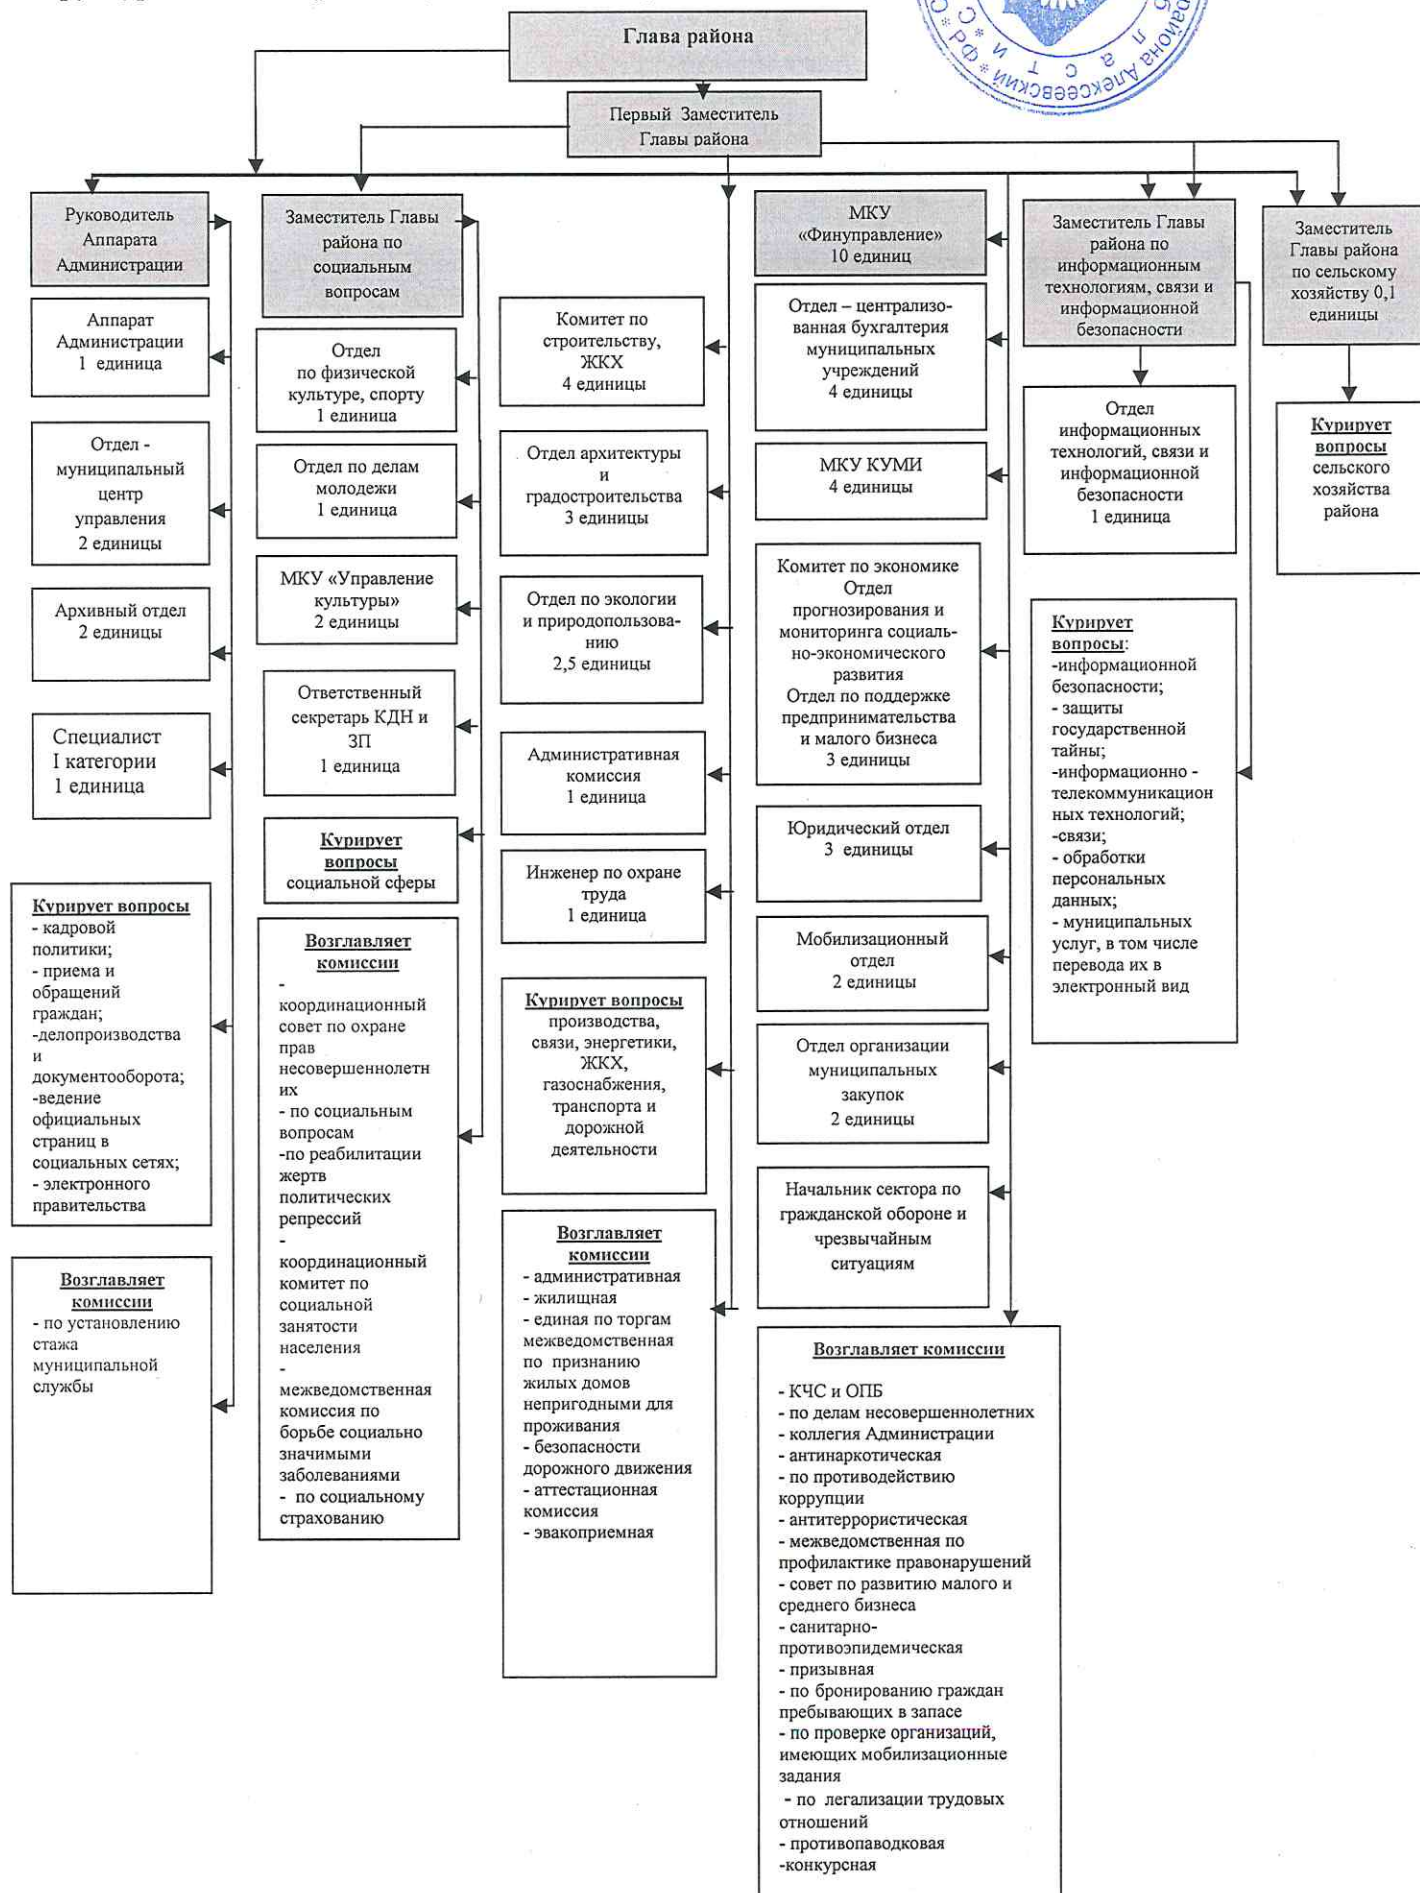 Глава района
Первый Заместитель
Главы района
Руководитель
Аппарата
Администрации
Аппарат
Администрации
1 единица
Отдел -
муниципальный
центр
управления
2 единицы
Архивный отдел
2 единицы
Специалист
I категории
1 единица
Курирует вопросы
- кадровой
политики;
- приема и
обращений
граждан;
-делопроизводства
и
документооборота;
-ведение
официальных
страниц в
социальных сетях;
- электронного
правительства
Возглавляет
комиссии
- по установлению
стажа
муниципальной
службы
Заместитель Главы
района по
социальным
вопросам
Отдел
по физической
культуре, спорту
1 единица
Отдел по делам
молодежи
1 единица
МКУ «Управление
культуры»
2 единицы
Ответственный
секретарь КДН и
ЗП
1 единица
Курирует
вопросы
социальной сферы
Возглавляет
комиссии
-
координационный
совет по охране
прав
несовершеннолетн
их
- по социальным
вопросам
-по реабилитации
жертв
политических
репрессий
-
координационный
комитет по
социальной
занятости
населения
-
межведомственная
комиссия по
борьбе социально
значимыми
заболеваниями
- по социальному
страхованию
Комитет по
строительству,
ЖКХ
4 единицы
Отдел архитектуры
и
градостроительства
3 единицы
Отдел по экологии
и природопользова-
нию
2,5 единицы
Административная
комиссия
1 единица
Инженер по охране
труда
1 единица
Курирует вопросы
производства,
связи, энергетики,
ЖКХ,
газоснабжения,
транспорта и
дорожной
деятельности
Возглавляет
комиссии
- административная
- жилищная
- единая по торгам
межведомственная
по признанию
жилых домов
непригодными для
проживания
- безопасности
дорожного движения
- аттестационная
комиссия
- эвакоприемная
МКУ
«Финуправление»
10 единиц
Отдел – централизо-
ванная бухгалтерия
муниципальных
учреждений
4 единицы
МКУ КУМИ
4 единицы
Комитет по экономике
Отдел
прогнозирования и
мониторинга социаль-
но-экономического
развития
Отдел по поддержке
предпринимательства
и малого бизнеса
3 единицы
Юридический отдел
3 единицы
Мобилизационный
отдел
2 единицы
Отдел организации
муниципальных
закупок
2 единицы
Начальник сектора по
гражданской обороне и
чрезвычайным
ситуациям
Возглавляет комиссии
- КЧС и ОПБ
- по делам несовершеннолетних
- коллегия Администрации
- антинаркотическая
- по противодействию
коррупции
- антитеррористическая
- межведомственная по
профилактике правонарушений
- совет по развитию малого и
среднего бизнеса
- санитарно-
противоэпидемическая
- призывная
- по бронированию граждан
пребывающих в запасе
- по проверке организаций,
имеющих мобилизационные
задания
- по легализации трудовых
отношений
- противопаводковая
-конкурсная
Заместитель Главы
района по
информационным
технологиям, связи и
информационной
безопасности
Отдел
информационных
технологий, связи и
информационной
безопасности
1 единица
Курирует
вопросы:
-информационной
безопасности;
- защиты
государственной
тайны;
-информационно -
телекоммуникацион
ных технологий;
-связи;
- обработки
персональных
данных;
- муниципальных
услуг, в том числе
перевода их в
электронный вид
Заместитель
Главы района
по сельскому
хозяйству 0,1
единицы
Курирует
вопросы
сельского
хозяйства
района
района Алексеевский